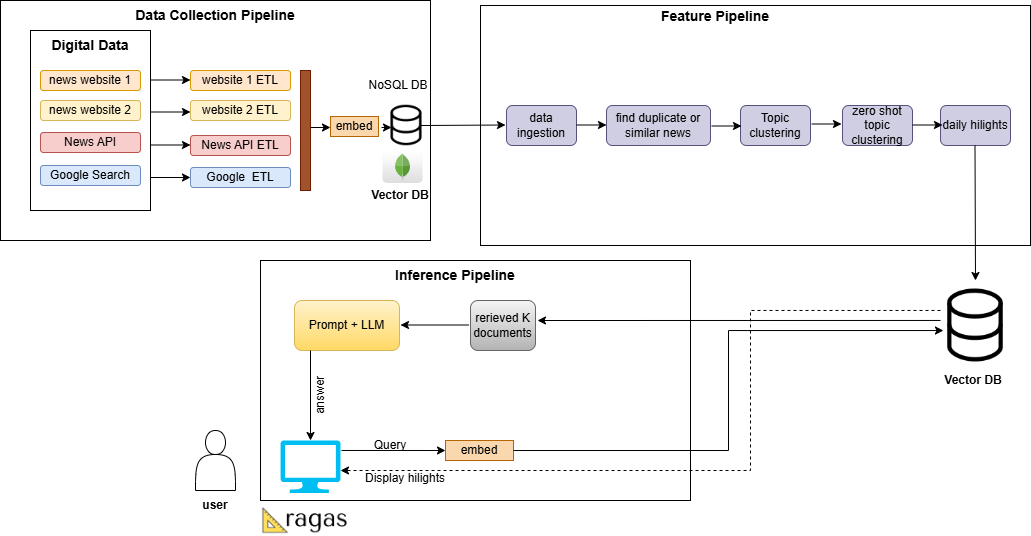 Data Collection Pipeline
Digital Data
news website 1
website 1 ETL
news website 2
website 2 ETL
News API
News API ETL
Google Search
Google  ETL
embed
NoSQL DB
Vector DB
Feature Pipeline
data
ingestion
find duplicate or
similar news
Topic
clustering
zero shot
topic
clustering
daily hilights
Vector DB
Inference Pipeline
Prompt + LLM
rerieved K
documents
answer
Query
embed
Display hilights
user
ragas